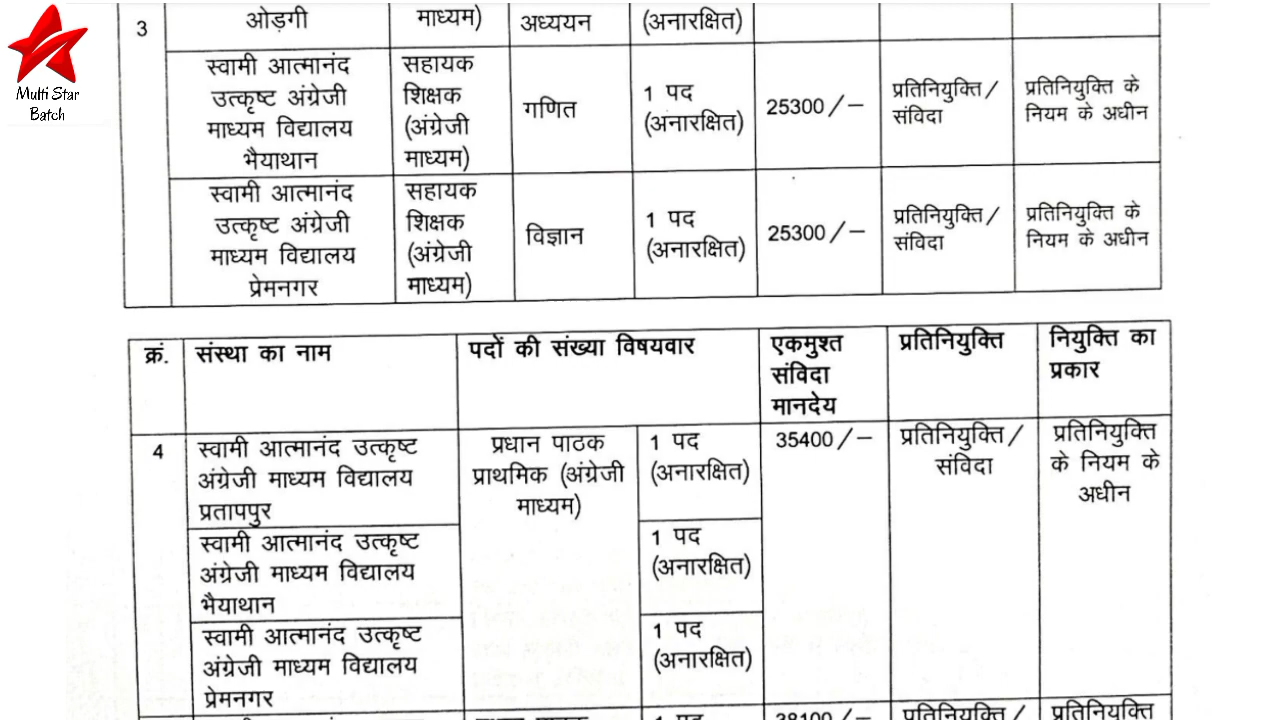 Multi Star
Batch
3
ओड़गी
माध्यम)
अध्ययन
(अनारक्षित)
स्वामी आत्मानंद
उत्कृष्ट अंग्रेजी
माध्यम विद्यालय
भैयाथान
सहायक
शिक्षक
(अंग्रेजी
माध्यम)
गणित
1 पद
(अनारक्षित)
25300/–
प्रतिनियुक्ति/
संविदा
प्रतिनियुक्ति के
नियम के अधीन
स्वामी आत्मानंद
उत्कृष्ट अंग्रेजी
माध्यम विद्यालय
प्रेमनगर
सहायक
शिक्षक
(अंग्रेजी
माध्यम)
विज्ञान
1 पद
(अनारक्षित)
25300/–
प्रतिनियुक्ति/
संविदा
प्रतिनियुक्ति के
नियम के अधीन
क्रं.
संस्था का नाम
पदों की संख्या विषयवार
एकमुश्त
संविदा
मानदेय
प्रतिनियुक्ति
नियुक्ति का
प्रकार
4
स्वामी आत्मानंद उत्कृष्ट
अंग्रेजी माध्यम विद्यालय
प्रतापपुर
प्रधान पाठक
प्राथमिक (अंग्रेजी
माध्यम)
1 पद
(अनारक्षित)
35400/–
प्रतिनियुक्ति/
संविदा
प्रतिनियुक्ति
के नियम के
अधीन
स्वामी आत्मानंद उत्कृष्ट
अंग्रेजी माध्यम विद्यालय
भैयाथान
1 पद
(अनारक्षित)
स्वामी आत्मानंद उत्कृष्ट
अंग्रेजी माध्यम विद्यालय
प्रेमनगर
1 पद
(अनारक्षित)
1 पद
38100/–
प्रतिनियुक्ति/
प्रतिनियुक्ति